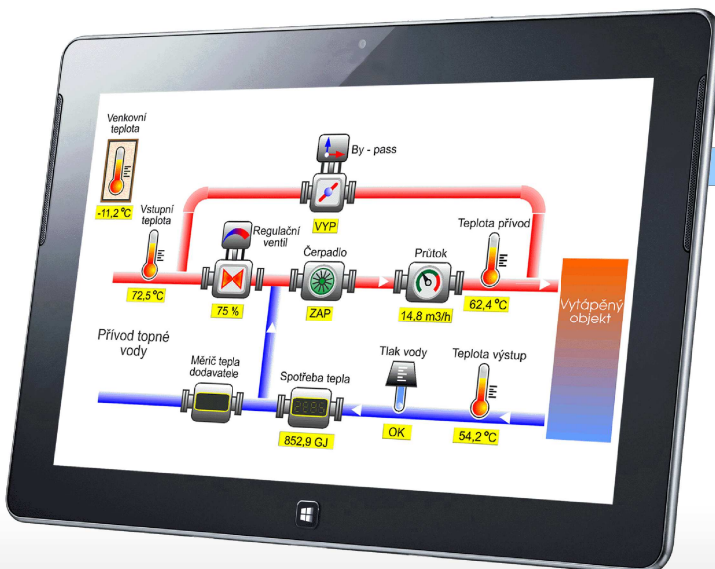 Venkovní
teplota
-11,2 °C
By - pass
VYP
Vstupní
teplota
72,5 °C
Regulační
ventil
75 %
Čerpadlo
ZAP
Průtok
14,8 m3/h
Teplota přívod
62,4 °C
Vytápěný
objekt
Přívod topné
vody
Měřič tepla
dodavatele
Spotřeba tepla
852,9 GJ
Tlak vody
OK
Teplota výstup
54,2 °C